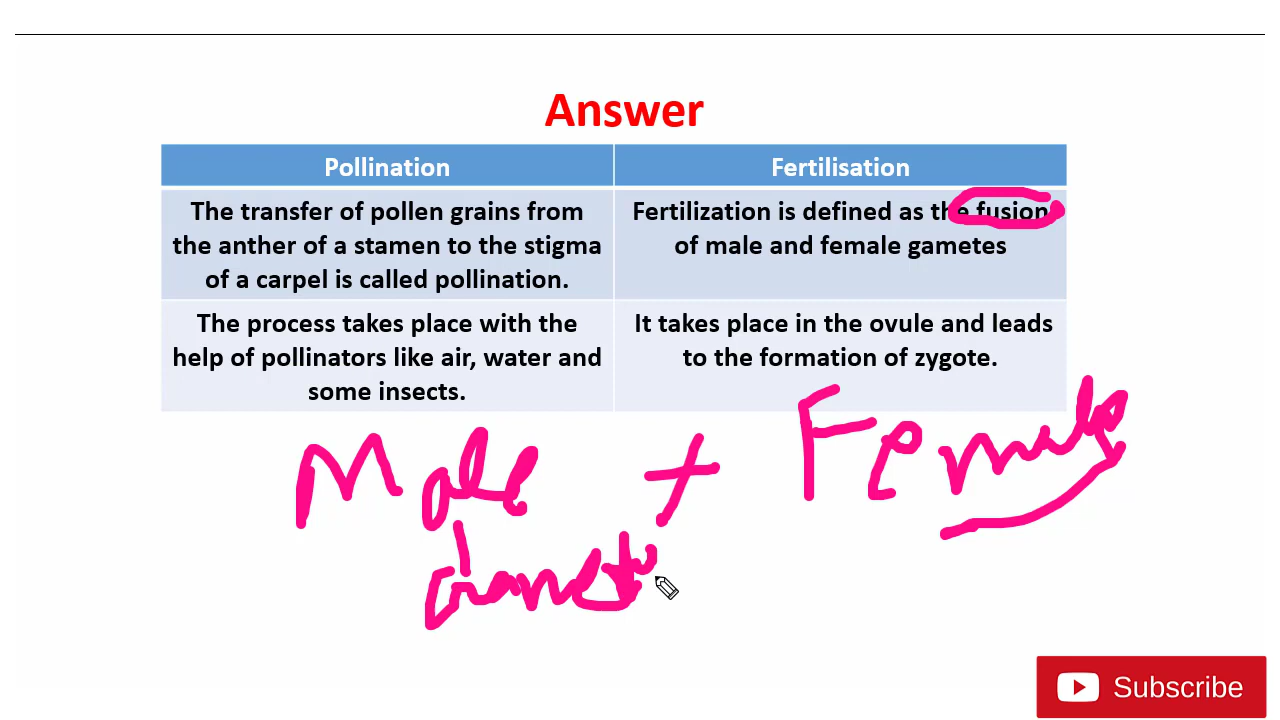 Answer
Pollination
Fertilisation
The transfer of pollen grains from
the anther of a stamen to the stigma
of a carpel is called pollination.
Fertilization is defined as the fusion
of male and female gametes
The process takes place with the
help of pollinators like air, water and
some insects.
It takes place in the ovule and leads
to the formation of zygote.
Male + Female
Subscribe